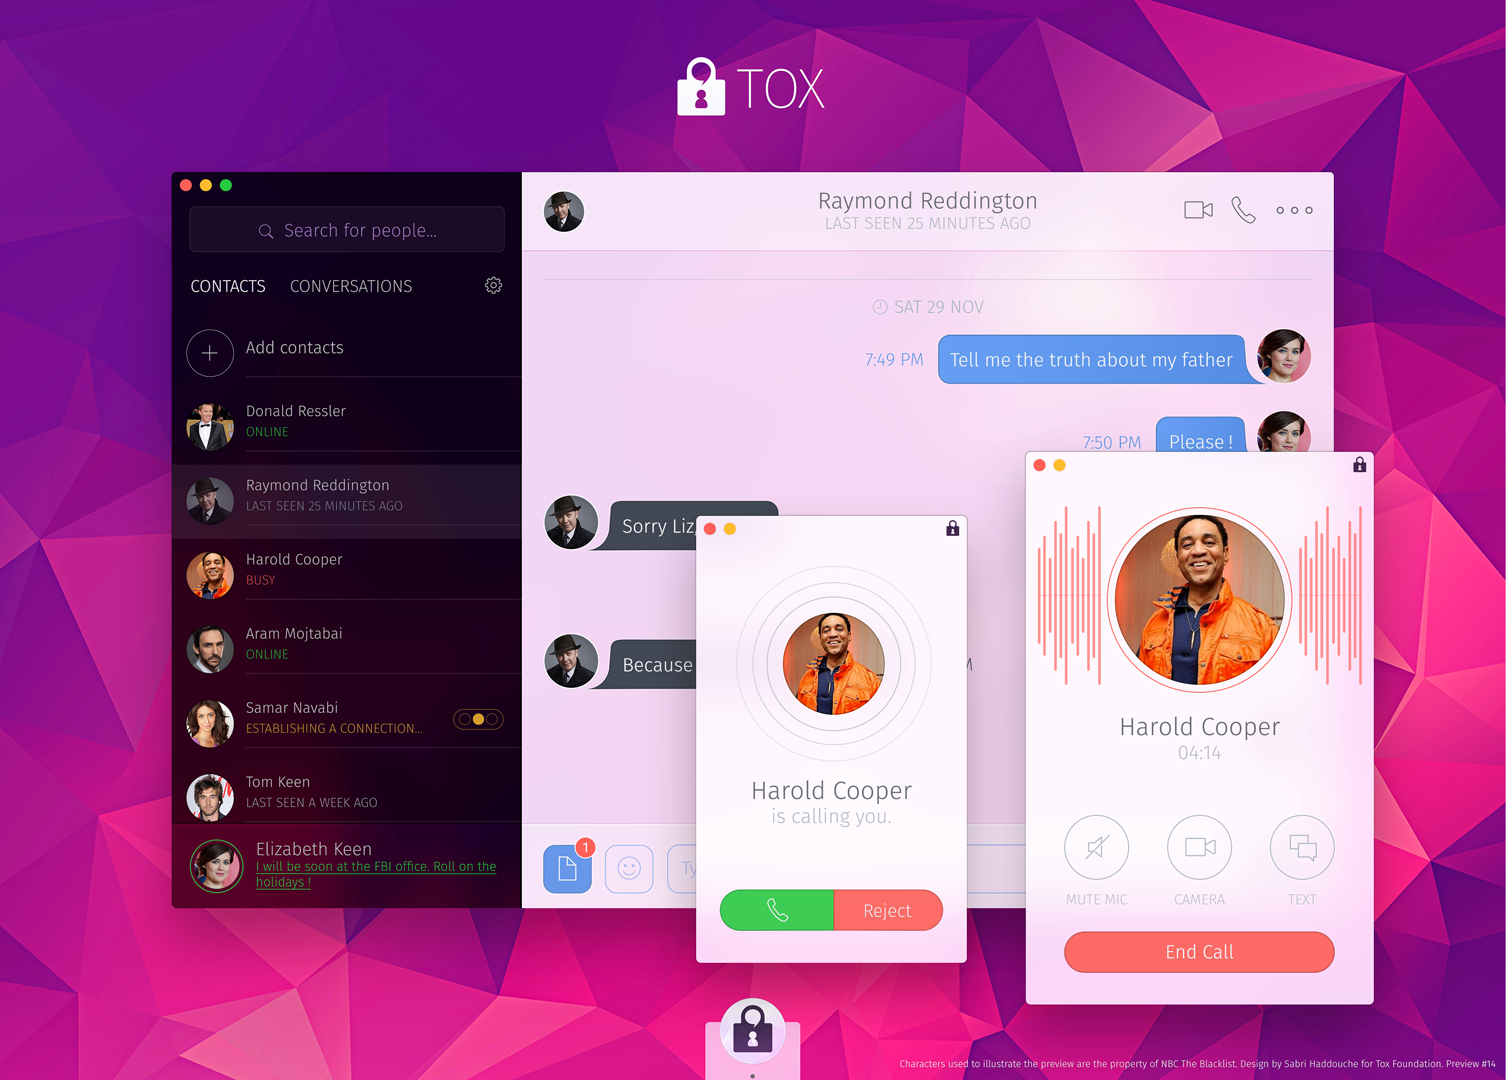 TOX
Search for people...
CONTACTS CONVERSATIONS
Add contacts
Donald Ressler
ONLINE
Raymond Reddington
LAST SEEN 25 MINUTES AGO
Harold Cooper
BUSY
Aram Mojtabai
ONLINE
Samar Navabi
ESTABLISHING A CONNECTION...
Tom Keen
LAST SEEN A WEEK AGO
Elizabeth Keen
I will be soon at the FBI office. Roll on the
holidays !
Raymond Reddington
LAST SEEN 25 MINUTES AGO
SAT 29 NOV
7:49 PM Tell me the truth about my father
7:50 PM Please !
Sorry Liz,
Because
M
1
Ty
Harold Cooper
is calling you.
Reject
Harold Cooper
04:14
MUTE MIC CAMERA TEXT
End Call
Characters used to illustrate the preview are the property of NBC The Blacklist. Design by Sabri Haddouche for Tox Foundation. Preview #14